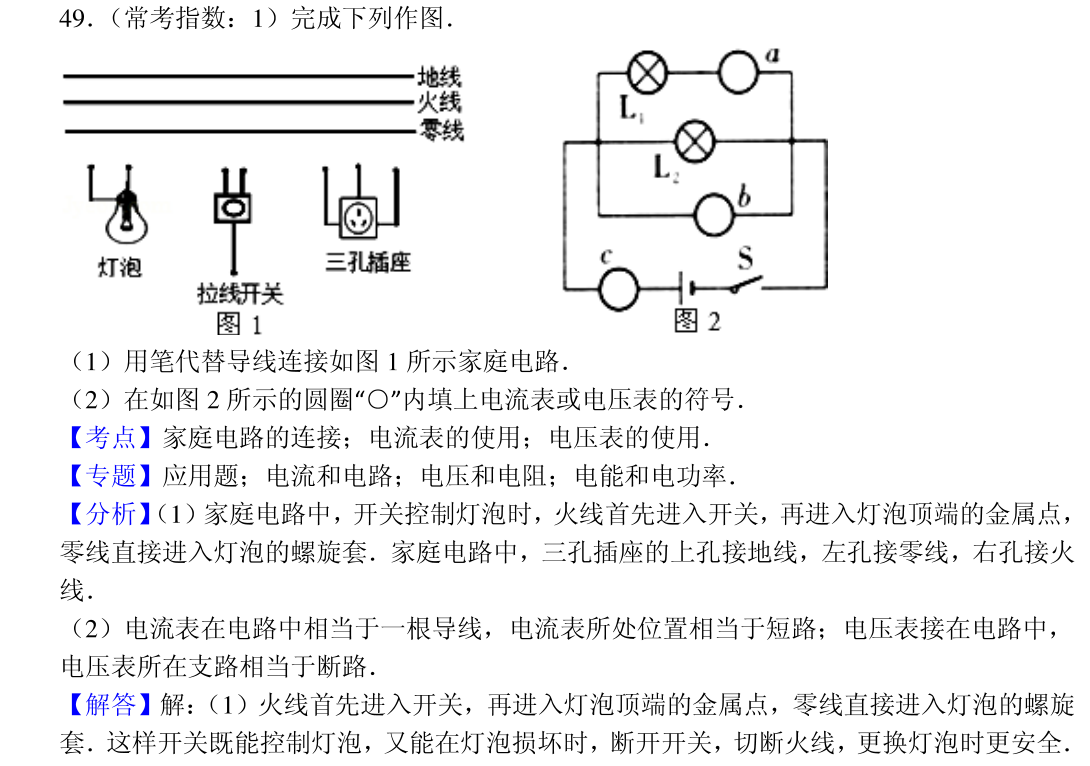 49．（常考指数：1）完成下列作图．
地线
火线
零线
灯泡
拉线开关
三孔插座
图 1
a
L1
L2
b
c
S
图 2
（1）用笔代替导线连接如图 1 所示家庭电路．
（2）在如图 2 所示的圆圈“○”内填上电流表或电压表的符号．
【考点】家庭电路的连接；电流表的使用；电压表的使用．
【专题】应用题；电流和电路；电压和电阻；电能和电功率．
【分析】（1）家庭电路中，开关控制灯泡时，火线首先进入开关，再进入灯泡顶端的金属点，
零线直接进入灯泡的螺旋套．家庭电路中，三孔插座的上孔接地线，左孔接零线，右孔接火
线．
（2）电流表在电路中相当于一根导线，电流表所处位置相当于短路；电压表接在电路中，
电压表所在支路相当于断路．
【解答】解：（1）火线首先进入开关，再进入灯泡顶端的金属点，零线直接进入灯泡的螺旋
套．这样开关既能控制灯泡，又能在灯泡损坏时，断开开关，切断火线，更换灯泡时更安全．